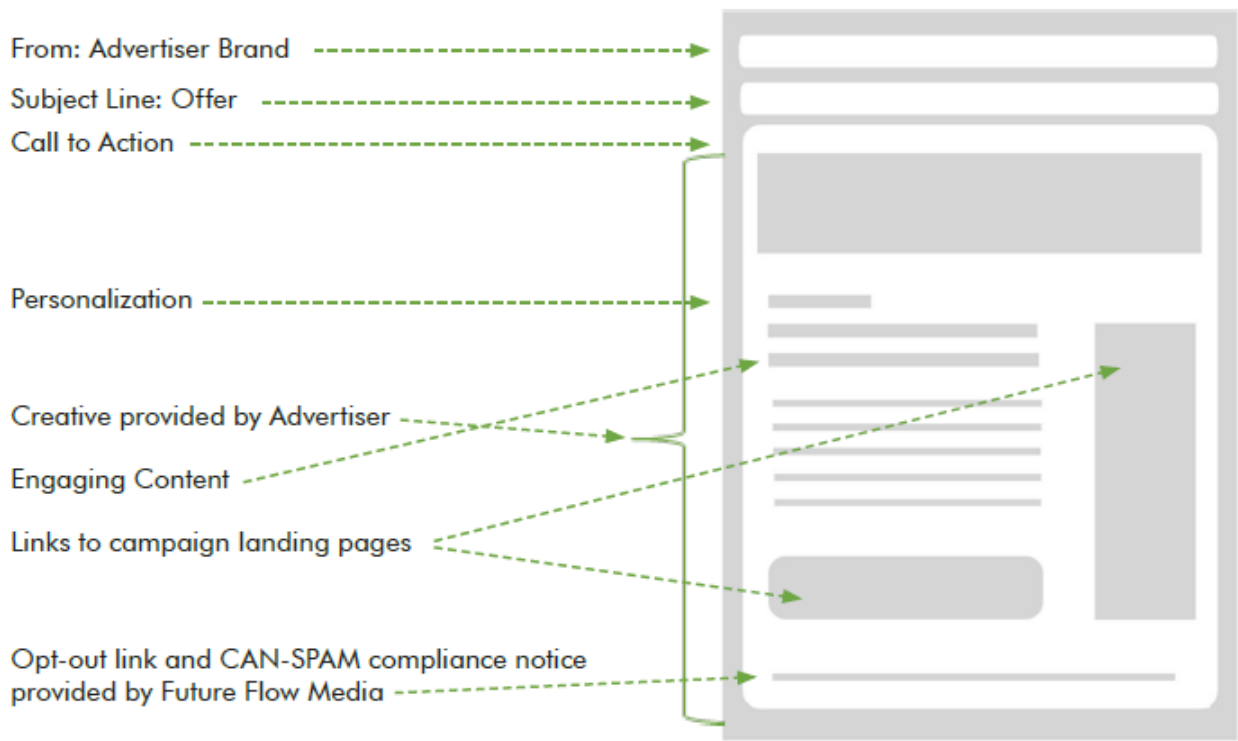 From: Advertiser Brand
Subject Line: Offer
Call to Action
Personalization
Creative provided by Advertiser
Engaging Content
Links to campaign landing pages
Opt-out link and CAN-SPAM compliance notice
provided by Future Flow Media